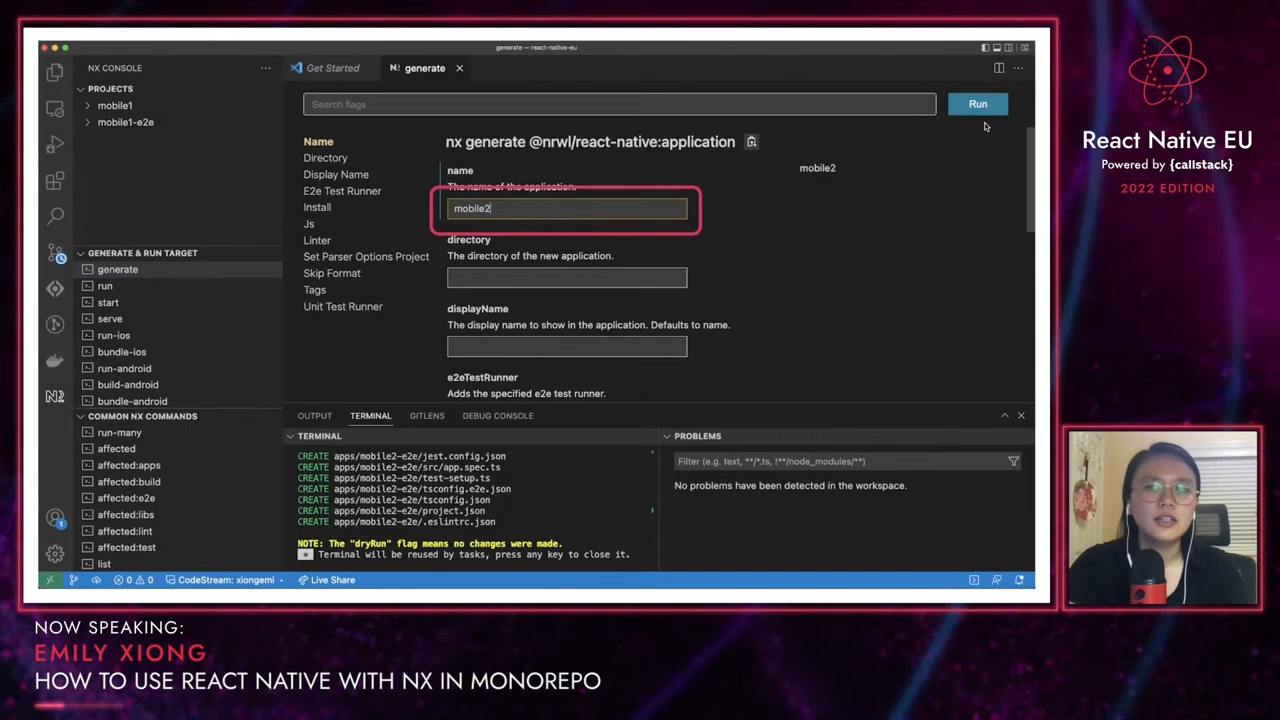 generate — react-native-eu
NX CONSOLE
PROJECTS
mobile1
mobile1-e2e
GENERATE & RUN TARGET
generate
run
start
serve
run-ios
bundle-ios
run-android
build-android
bundle-android
COMMON NX COMMANDS
run-many
affected
affected:apps
affected:build
affected:e2e
affected:libs
affected:lint
affected:test
list
Get Started
generate
Search flags
Run
Name
Directory
Display Name
E2e Test Runner
Install
Js
Linter
Set Parser Options Project
Skip Format
Tags
Unit Test Runner
nx generate @nrwl/react-native:application
name
The name of the application.
mobile2
directory
The directory of the new application.
displayName
The display name to show in the application. Defaults to name.
e2eTestRunner
Adds the specified e2e test runner.
mobile2
OUTPUT TERMINAL GITLENS DEBUG CONSOLE
TERMINAL
CREATE apps/mobile2-e2e/jest.config.json
CREATE apps/mobile2-e2e/src/app.spec.ts
CREATE apps/mobile2-e2e/test-setup.ts
CREATE apps/mobile2-e2e/tsconfig.e2e.json
CREATE apps/mobile2-e2e/tsconfig.json
CREATE apps/mobile2-e2e/project.json
CREATE apps/mobile2-e2e/.eslintrc.json
NOTE: The "dryRun" flag means no changes were made.
* Terminal will be reused by tasks, press any key to close it.
PROBLEMS
Filter (e.g. text, **/*.ts, !**/node_modules/**)
No problems have been detected in the workspace.
0 0 CodeStream: xiongemi Live Share
React Native EU
Powered by {callstack}
2022 EDITION
NOW SPEAKING:
EMILY XIONG
HOW TO USE REACT NATIVE WITH NX IN MONOREPO